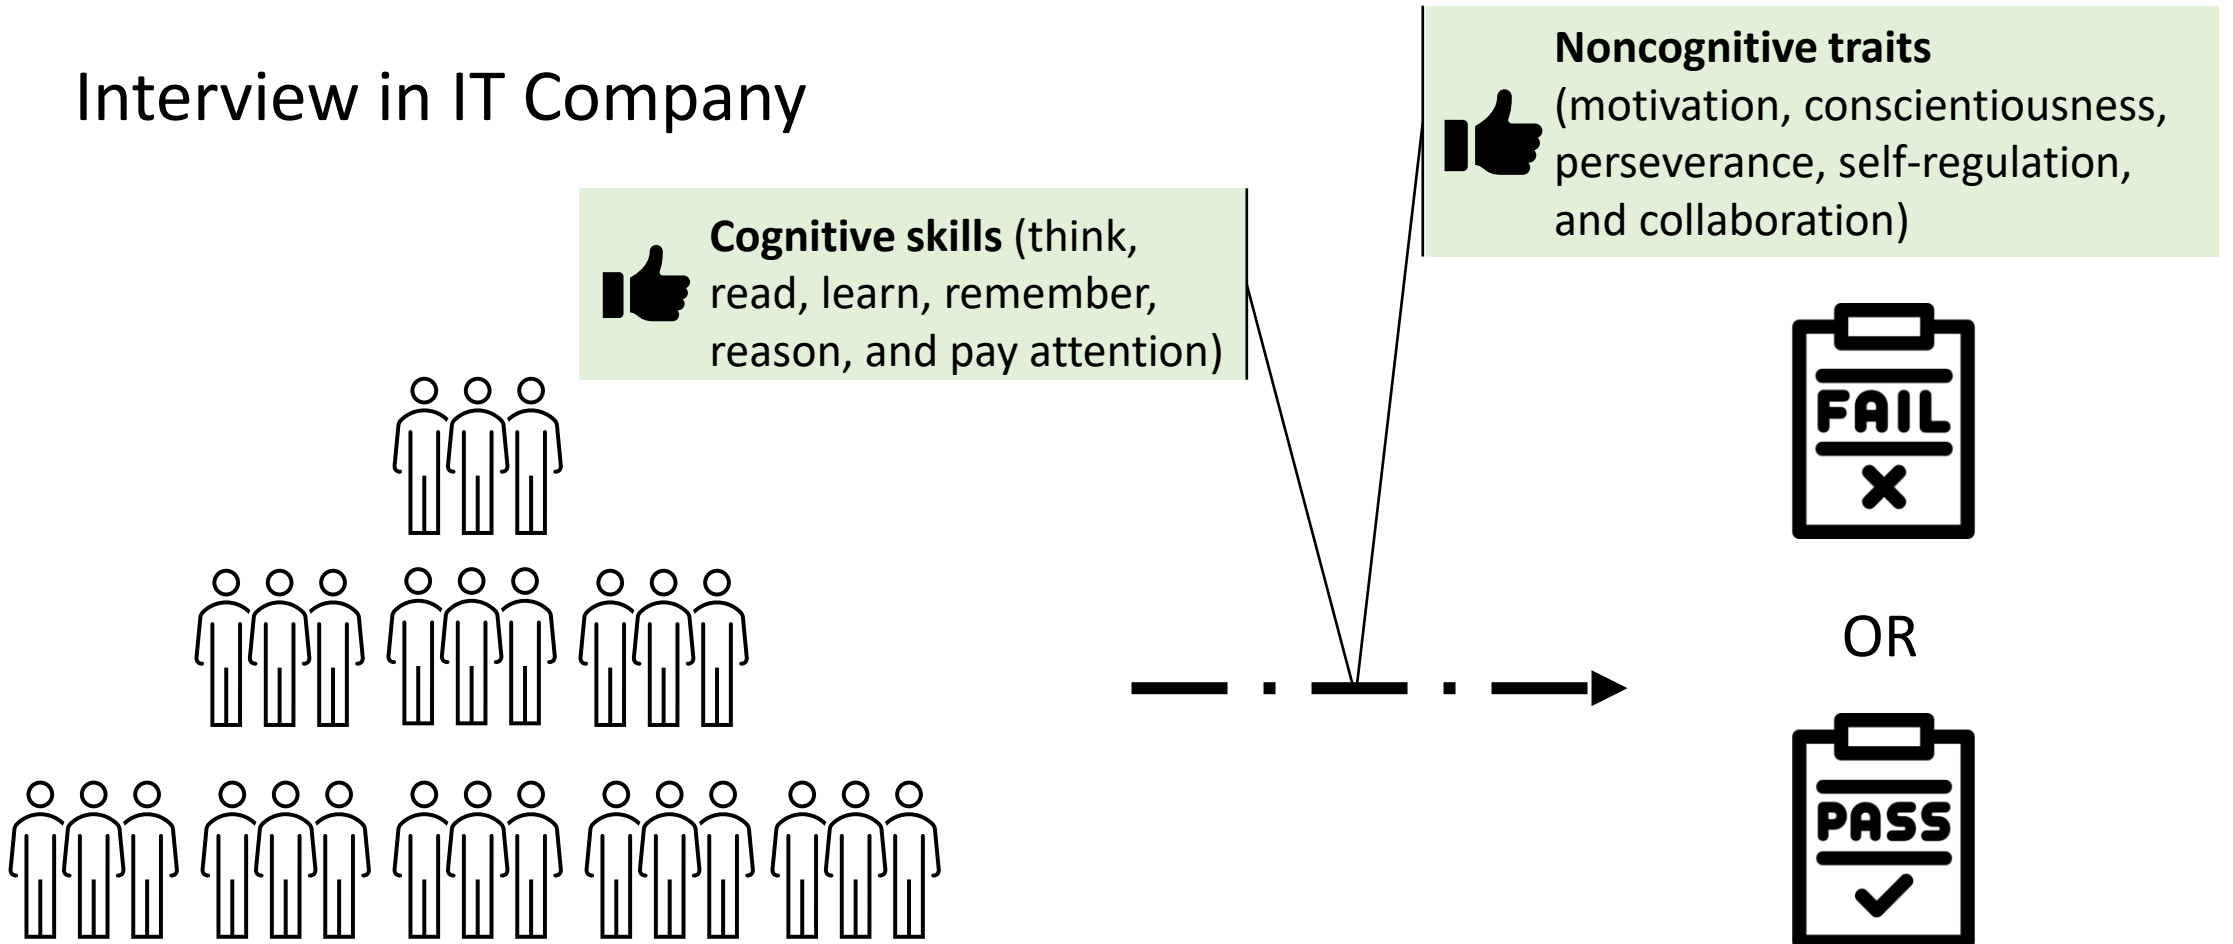 Interview in IT Company
Cognitive skills (think,
read, learn, remember,
reason, and pay attention)
Noncognitive traits
(motivation, conscientiousness,
perseverance, self-regulation,
and collaboration)
FAIL
OR
PASS